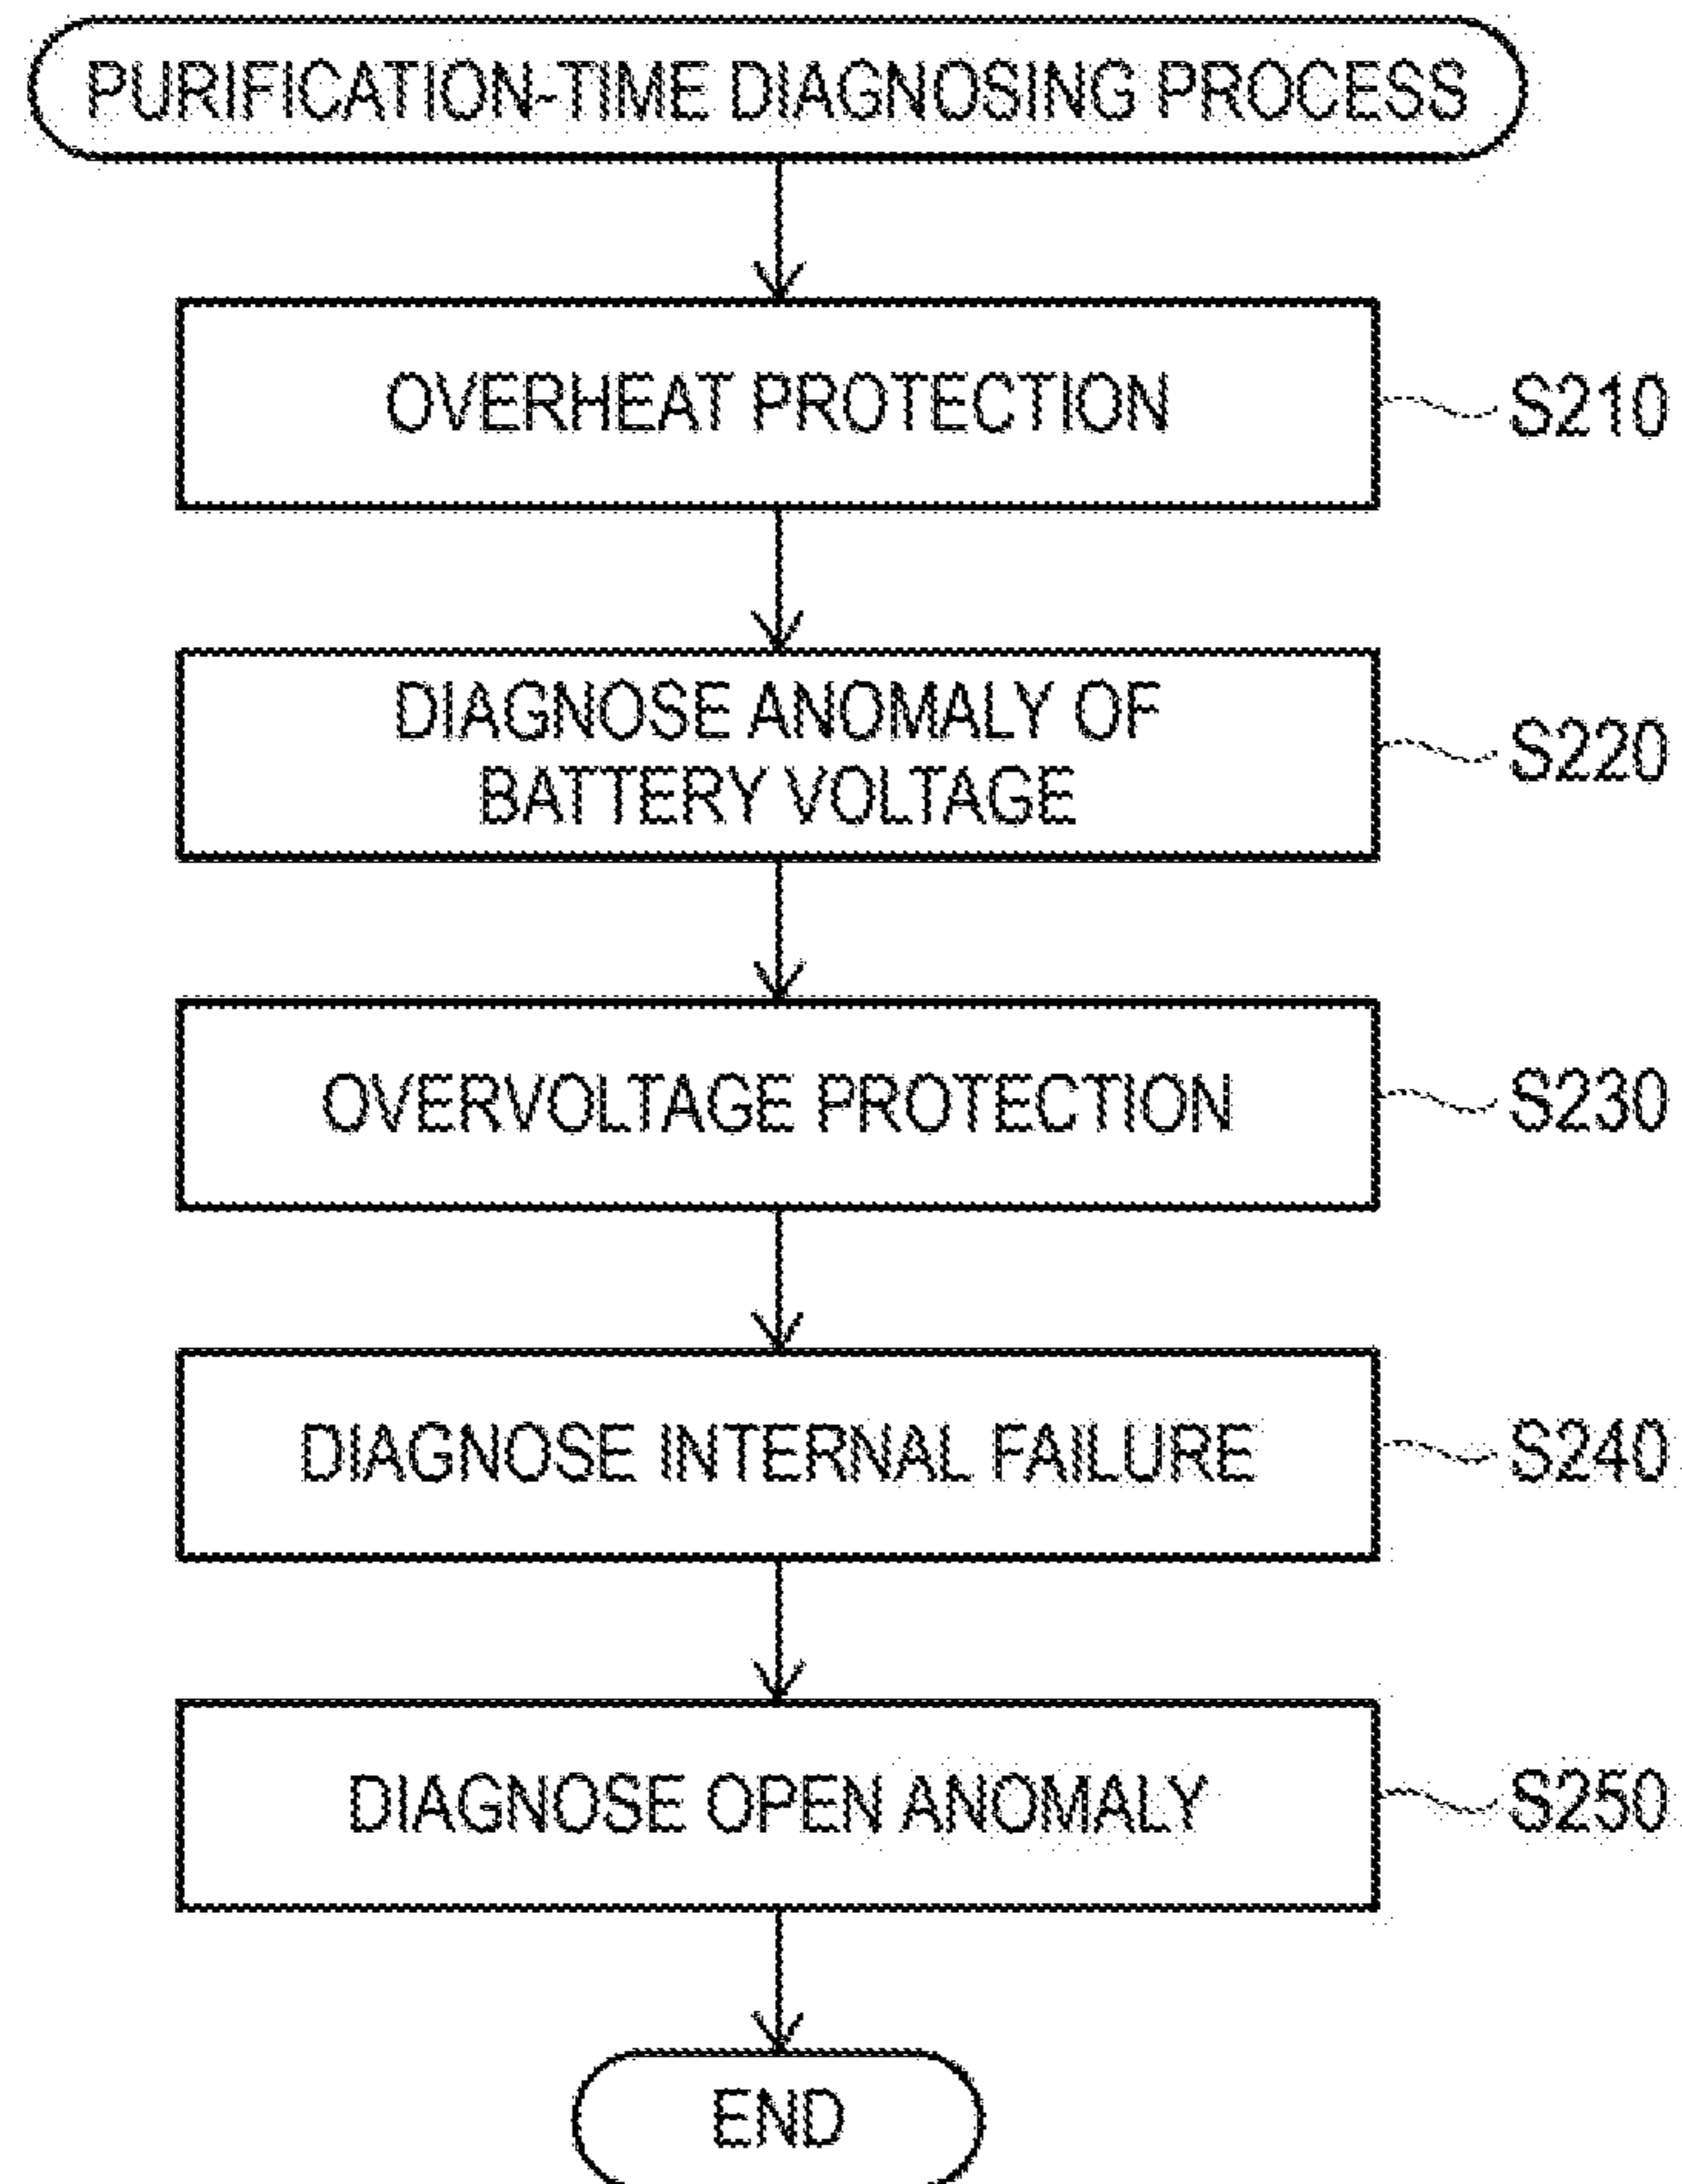 PURIFICATION-TIME DIAGNOSING PROCESS
OVERHEAT PROTECTION
S210
DIAGNOSE ANOMALY OF
BATTERY VOLTAGE
S220
OVERVOLTAGE PROTECTION
S230
DIAGNOSE INTERNAL FAILURE
S240
DIAGNOSE OPEN ANOMALY
S250
END